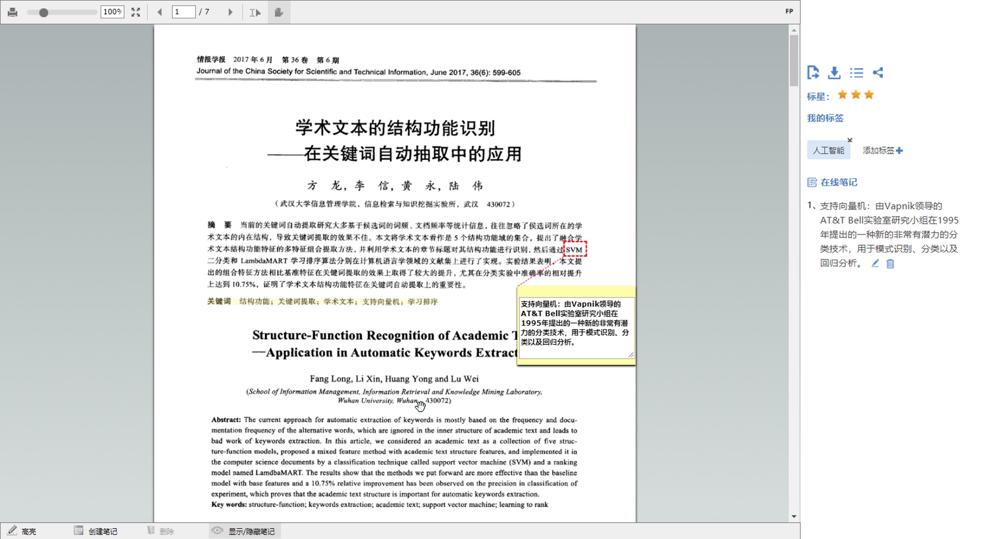 100%
1 / 7
FP
情报学报 2017年6月 第36卷 第6期
Journal of the China Society for Scientific and Technical Information, June 2017, 36(6): 599-605
学术文本的结构功能识别
——在关键词自动抽取中的应用
方 龙，李 信，黄 永，陆 伟
（武汉大学信息管理学院，信息检索与知识挖掘实验所，武汉 430072）
摘 要 当前的关键词自动提取研究大多基于候选词的词频、文档频率等统计信息，往往忽略了侯选词所在的学
术文本的内在结构，导致关键词提取的效果不佳。本文将学术文本看作是 5 个结构功能域的集合，提出了融合学
术文本结构功能特征的多特征组合提取方法，并利用学术文本的章节标题对其结构功能进行识别，然后通过 SVM
二分类和 LambdaMART 学习排序算法分别在计算机语言学领域的文献集上进行了实现。实验结果表明，本文提
出的组合特征方法相比基准特征在关键词提取的效果上取得了较大的提升，尤其在分类实验中准确率的相对提升
上达到 10.75%，证明了学术文本结构功能特征在关键词自动提取上的重要性。
关键词 结构功能；关键词提取；学术文本；支持向量机；学习排序
支持向量机：由Vapnik领导的
AT&T Bell实验室研究小组在
1995年提出的一种新的非常有潜
力的分类技术，用于模式识别、分
类以及回归分析。
Structure-Function Recognition of Academic T
—Application in Automatic Keywords Extract
Fang Long, Li Xin, Huang Yong and Lu Wei
(School of Information Management, Information Retrieval and Knowledge Mining Laboratory,
Wuhan University, Wuhan 430072)
Abstract: The current approach for automatic extraction of keywords is mostly based on the frequency and docu-
mentation frequency of the alternative words, which are ignored in the inner structure of academic text and leads to
bad work of keywords extraction. In this article, we considered an academic text as a collection of five struc-
ture-function models, proposed a mixed feature method with academic text structure features, and implemented it in
the computer science documents by a classification technique called support vector machine (SVM) and a ranking
model named LamdbaMART. The results show that the methods we put forward are more effective than the baseline
model with base features and a 10.75% relative improvement has been observed on the precision in classification of
experiment, which proves that the academic text structure is important for automatic keywords extraction.
Key words: structure-function; keywords extraction; academic text; support vector machine; learning to rank
高亮 创建笔记 删除 显示/隐藏笔记
标星：
我的标签
人工智能 添加标签
在线笔记
1、支持向量机：由Vapnik领导的
AT&T Bell实验室研究小组在1995
年提出的一种新的非常有潜力的分
类技术，用于模式识别、分类以及
回归分析。